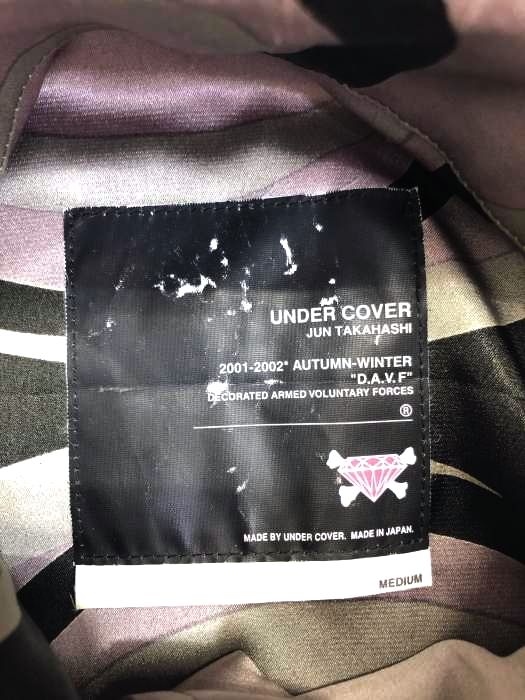 UNDER COVER
JUN TAKAHASHI
2001-2002" AUTUMN-WINTER
"D.A.V.F"
DECORATED ARMED VOLUNTARY FORCES
®
MADE BY UNDER COVER. MADE IN JAPAN.
MEDIUM